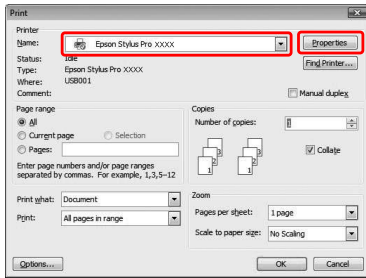 Print
Printer
Name: Epson Stylus Pro XXXX Properties
Status: Idle Find Printer...
Type: Epson Stylus Pro XXXX
Where: USB001
Comment: Manual duplex
Page range
All
Current page Selection
Pages:
Enter page numbers and/or page ranges
separated by commas. For example, 1,3,5–12
Copies
Number of copies: 1
Collate
Print what: Document
Print: All pages in range
Zoom
Pages per sheet: 1 page
Scale to paper size: No Scaling
Options... OK Cancel